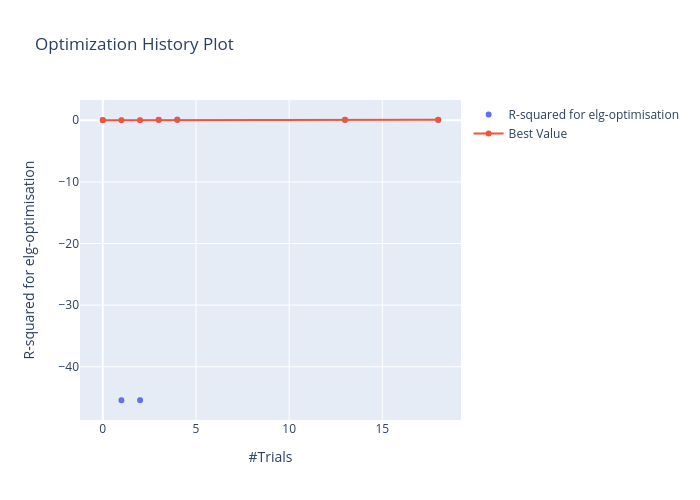 Optimization History Plot
R-squared for elg-optimisation
Best Value
0
−10
−20
−30
−40
R-squared for elg-optimisation
0 5 10 15
#Trials